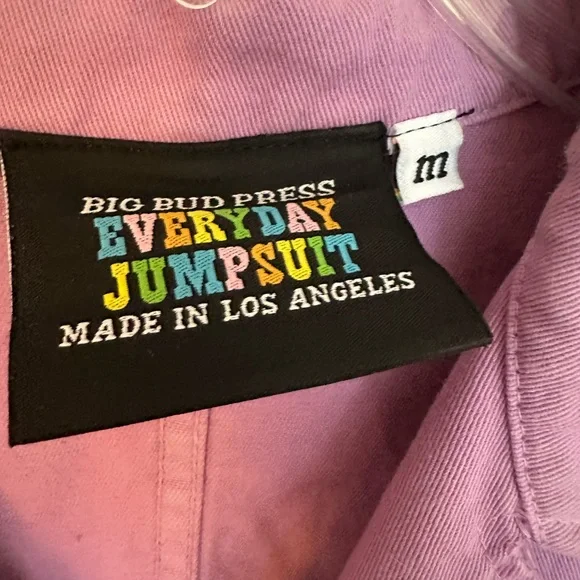 BIG BUD PRESS
EVERYDAY
JUMPSUIT
MADE IN LOS ANGELES
m